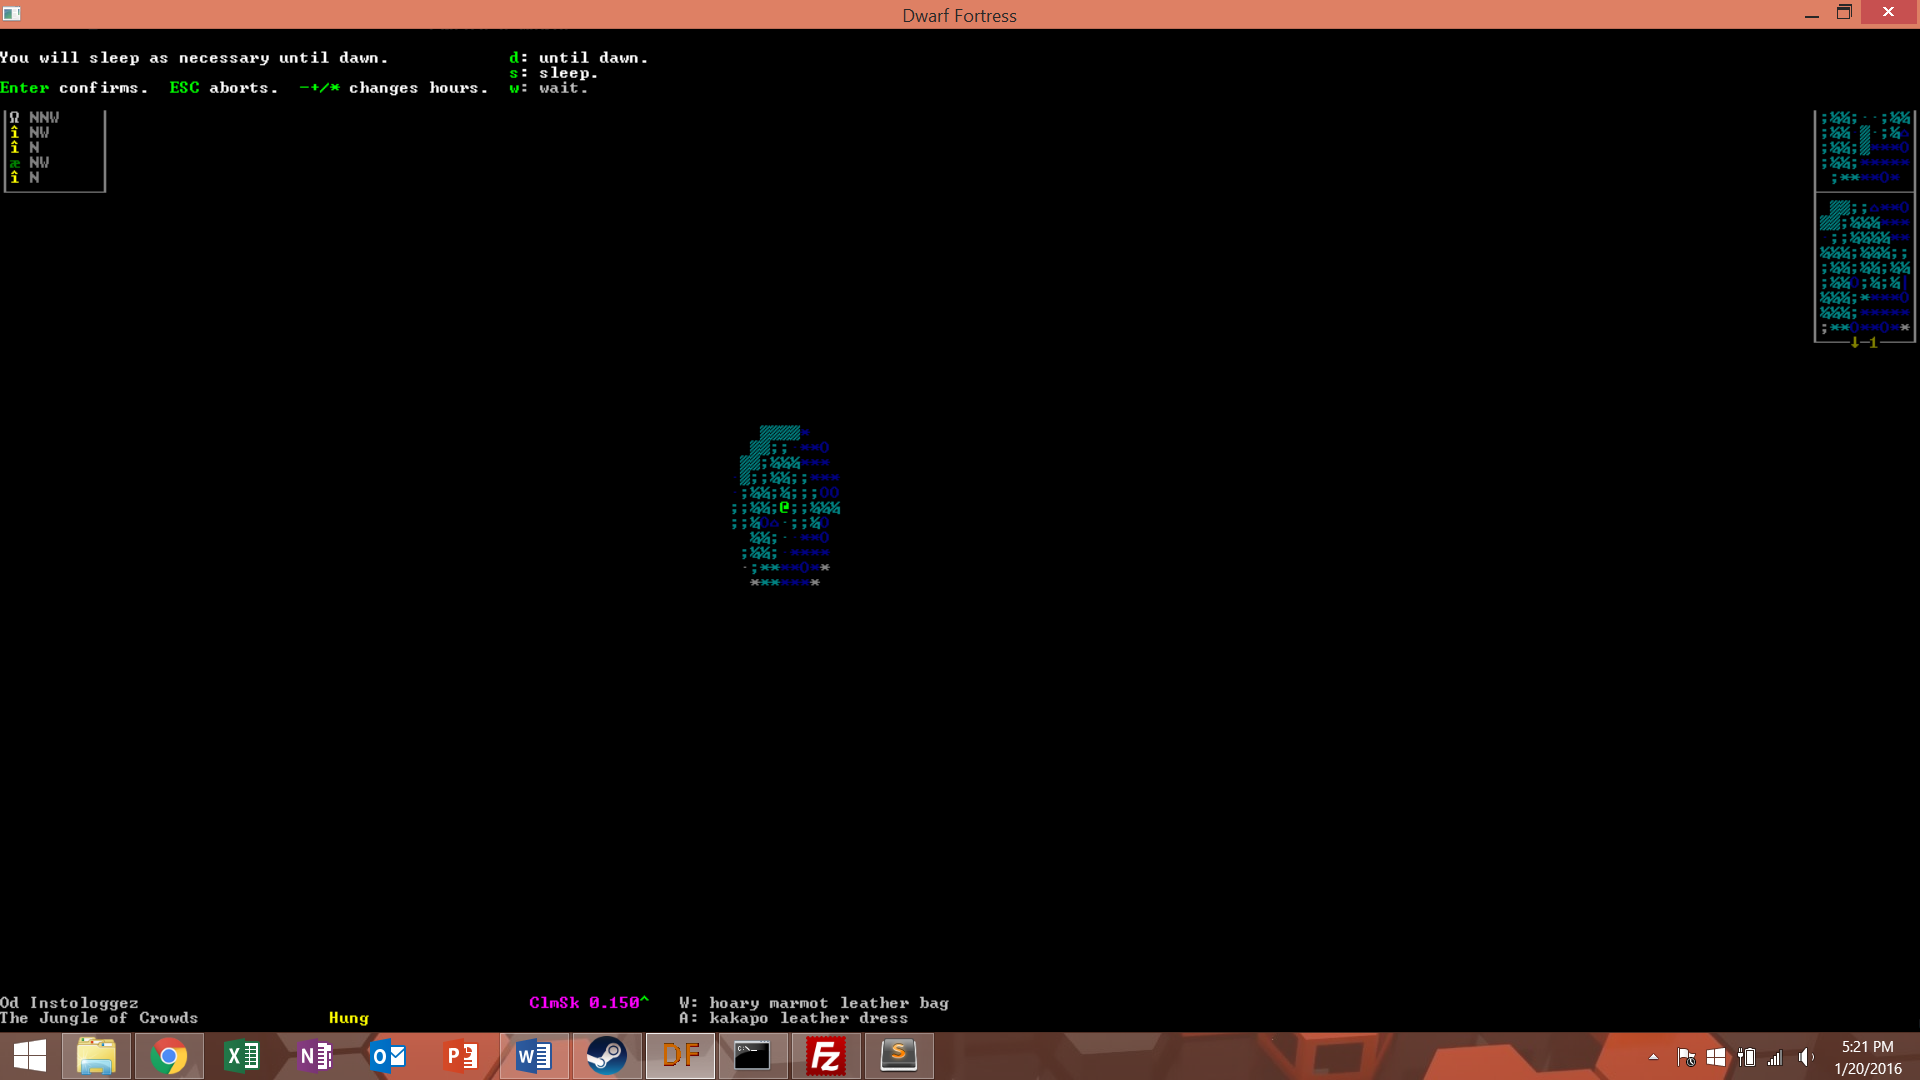 Dwarf Fortress
You will sleep as necessary until dawn. d: until dawn.
s: sleep.
Enter confirms. ESC aborts. -+/* changes hours. w: wait.
Ω NNW
î NW
î N
æ NW
î N
1
Od Instologgez ClmSk 0.150^ W: hoary marmot leather bag
The Jungle of Crowds Hung A: kakapo leather dress
DF
5:21 PM
1/20/2016